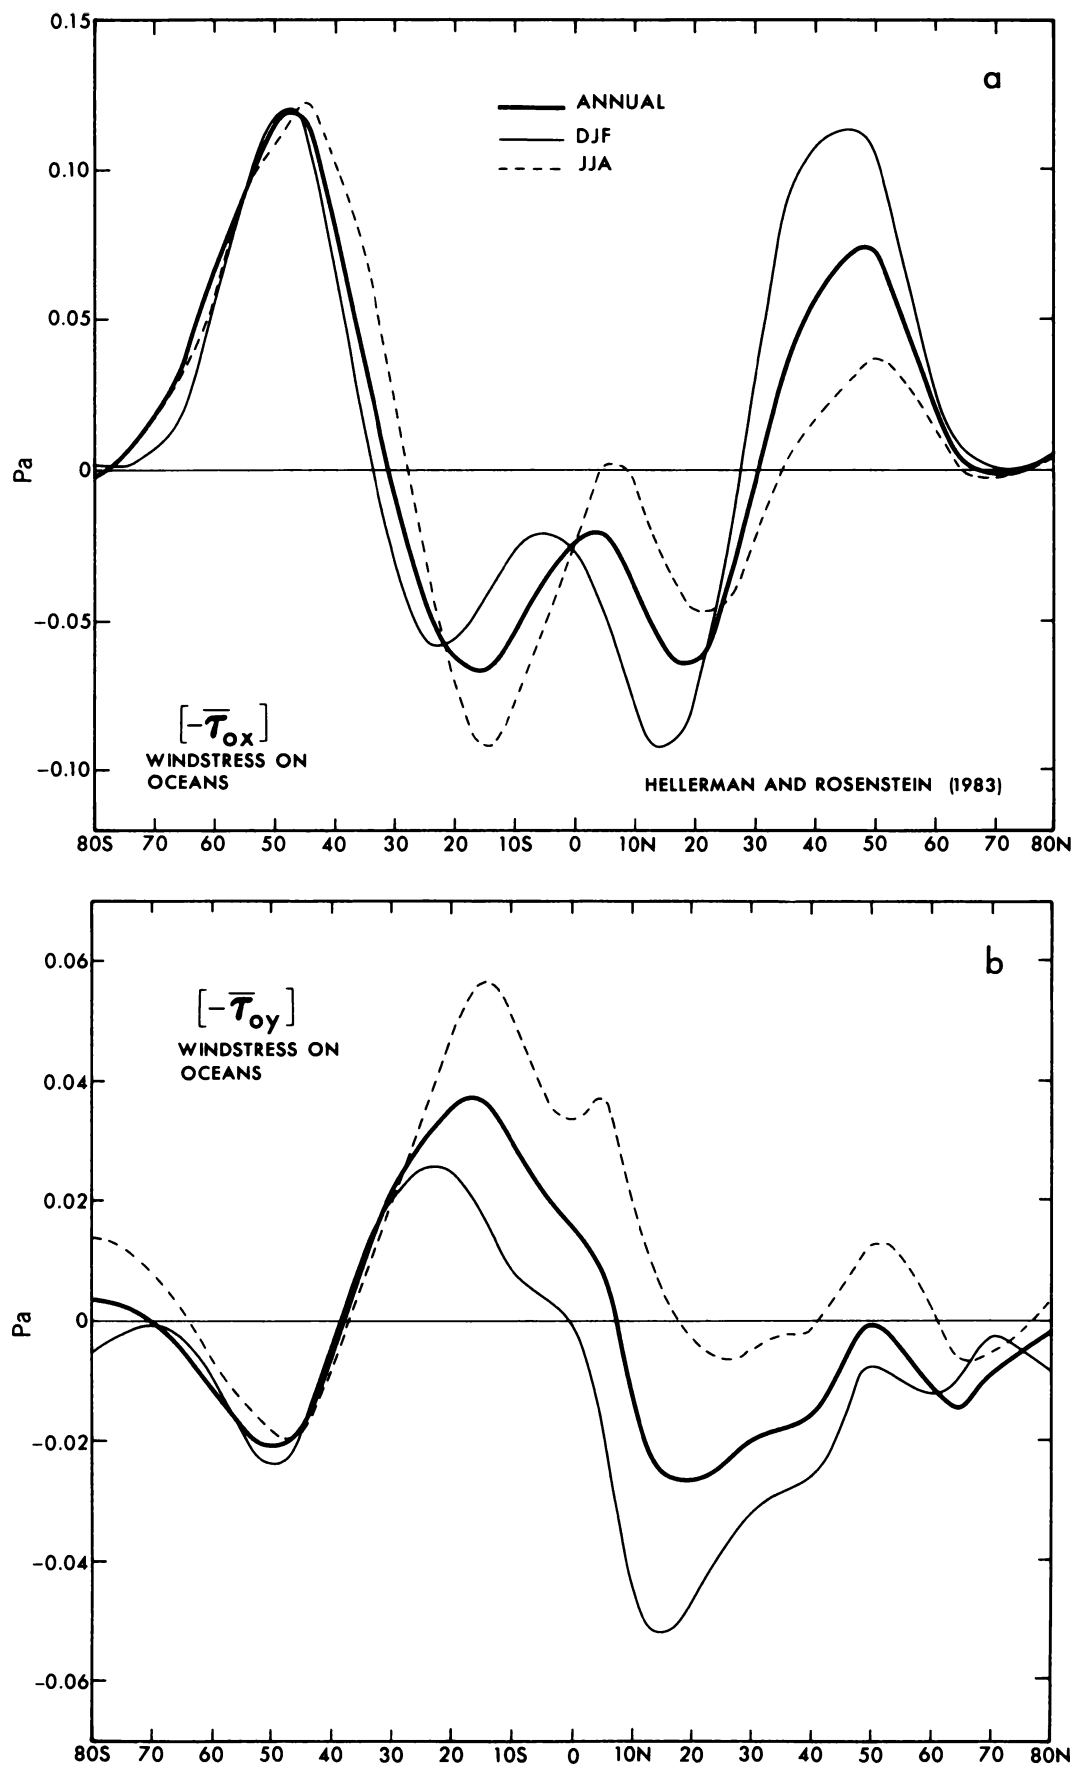 0.15
a
ANNUAL
DJF
JJA
0.10
0.05
0
Pa
−0.05
−0.10
[−τ̅ox]
WINDSTRESS ON
OCEANS
HELLERMAN AND ROSENSTEIN (1983)
80S 70 60 50 40 30 20 10S 0 10N 20 30 40 50 60 70 80N
b
0.06
[−τ̅oy]
WINDSTRESS ON
OCEANS
0.04
0.02
0
Pa
−0.02
−0.04
−0.06
80S 70 60 50 40 30 20 10S 0 10N 20 30 40 50 60 70 80N